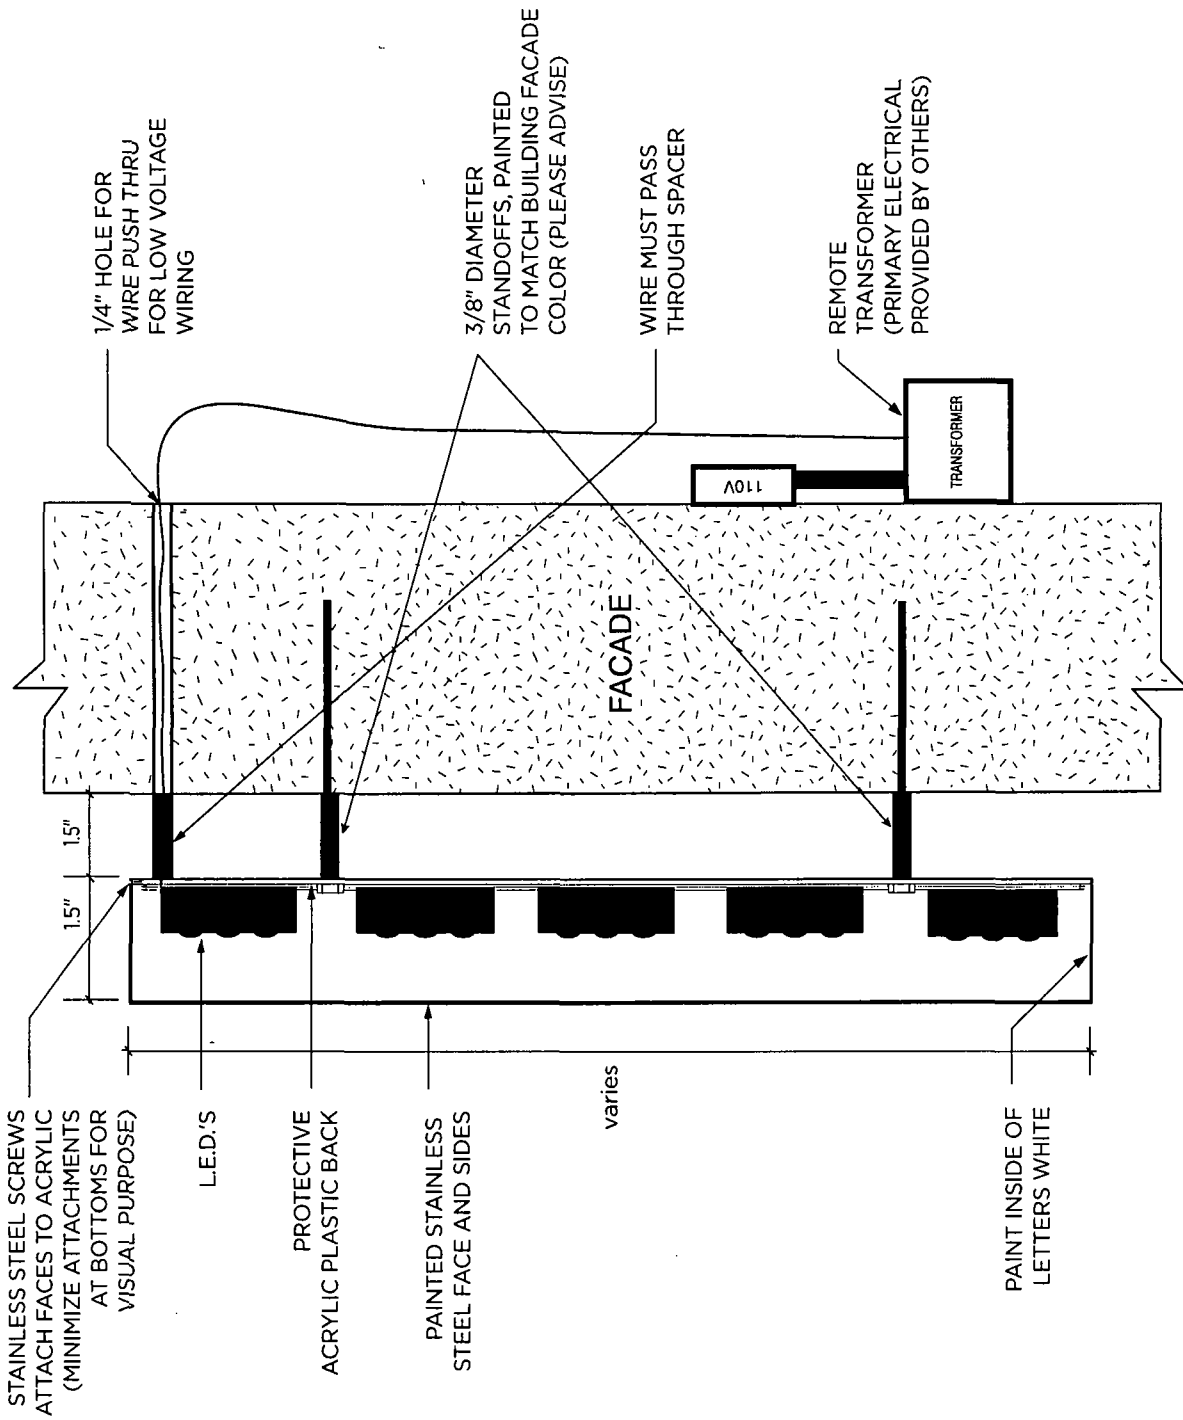 STAINLESS STEEL SCREWS
ATTACH FACES TO ACRYLIC
(MINIMIZE ATTACHMENTS
AT BOTTOMS FOR
VISUAL PURPOSE)
L.E.D.'S
PROTECTIVE
ACRYLIC PLASTIC BACK
PAINTED STAINLESS
STEEL FACE AND SIDES
varies
PAINT INSIDE OF
LETTERS WHITE
1.5"
1.5"
FACADE
110V
TRANSFORMER
1/4" HOLE FOR
WIRE PUSH THRU
FOR LOW VOLTAGE
WIRING
3/8" DIAMETER
STANDOFFS, PAINTED
TO MATCH BUILDING FACADE
COLOR (PLEASE ADVISE)
WIRE MUST PASS
THROUGH SPACER
REMOTE
TRANSFORMER
(PRIMARY ELECTRICAL
PROVIDED BY OTHERS)